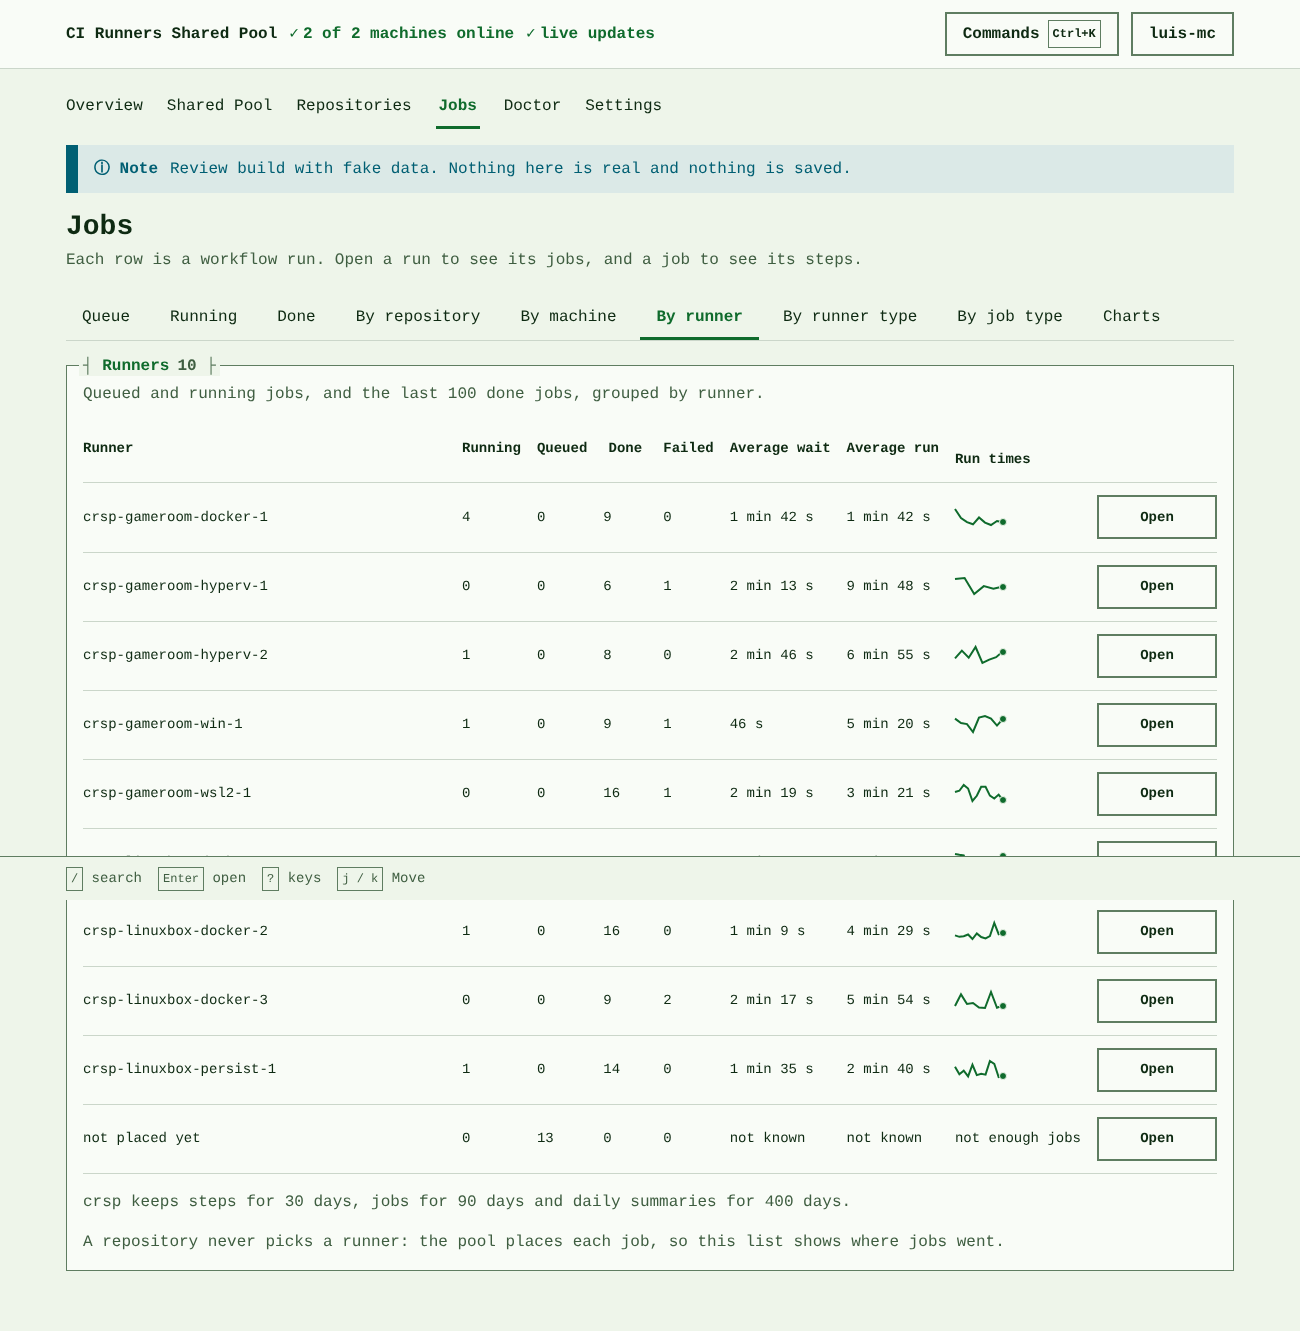 CI Runners Shared Pool ✓ 2 of 2 machines online ✓ live updates Commands Ctrl+K luis-mc
Overview Shared Pool Repositories Jobs Doctor Settings
ⓘ Note Review build with fake data. Nothing here is real and nothing is saved.
Jobs
Each row is a workflow run. Open a run to see its jobs, and a job to see its steps.
Queue Running Done By repository By machine By runner By runner type By job type Charts
┤ Runners 10 ├
Queued and running jobs, and the last 100 done jobs, grouped by runner.
Runner Running Queued Done Failed Average wait Average run Run times
crsp-gameroom-docker-1 4 0 9 0 1 min 42 s 1 min 42 s Open
crsp-gameroom-hyperv-1 0 0 6 1 2 min 13 s 9 min 48 s Open
crsp-gameroom-hyperv-2 1 0 8 0 2 min 46 s 6 min 55 s Open
crsp-gameroom-win-1 1 0 9 1 46 s 5 min 20 s Open
crsp-gameroom-wsl2-1 0 0 16 1 2 min 19 s 3 min 21 s Open
/ search Enter open ? keys j / k Move
crsp-linuxbox-docker-2 1 0 16 0 1 min 9 s 4 min 29 s Open
crsp-linuxbox-docker-3 0 0 9 2 2 min 17 s 5 min 54 s Open
crsp-linuxbox-persist-1 1 0 14 0 1 min 35 s 2 min 40 s Open
not placed yet 0 13 0 0 not known not known not enough jobs Open
crsp keeps steps for 30 days, jobs for 90 days and daily summaries for 400 days.
A repository never picks a runner: the pool places each job, so this list shows where jobs went.